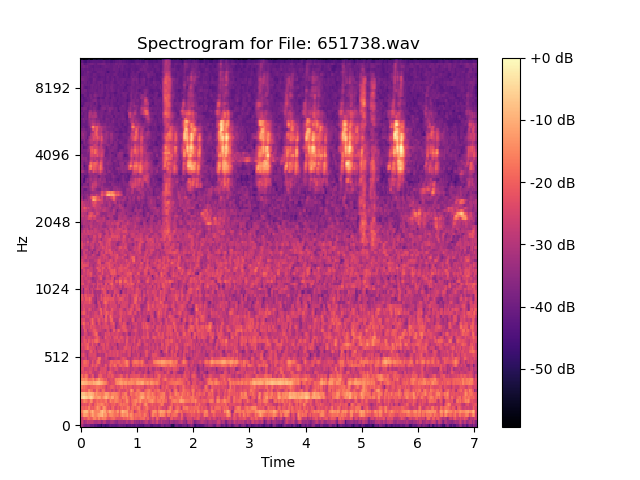 Spectrogram for File: 651738.wav
+0 dB
8192
-10 dB
4096
-20 dB
2048
Hz
-30 dB
1024
-40 dB
512
-50 dB
0
0 1 2 3 4 5 6 7
Time